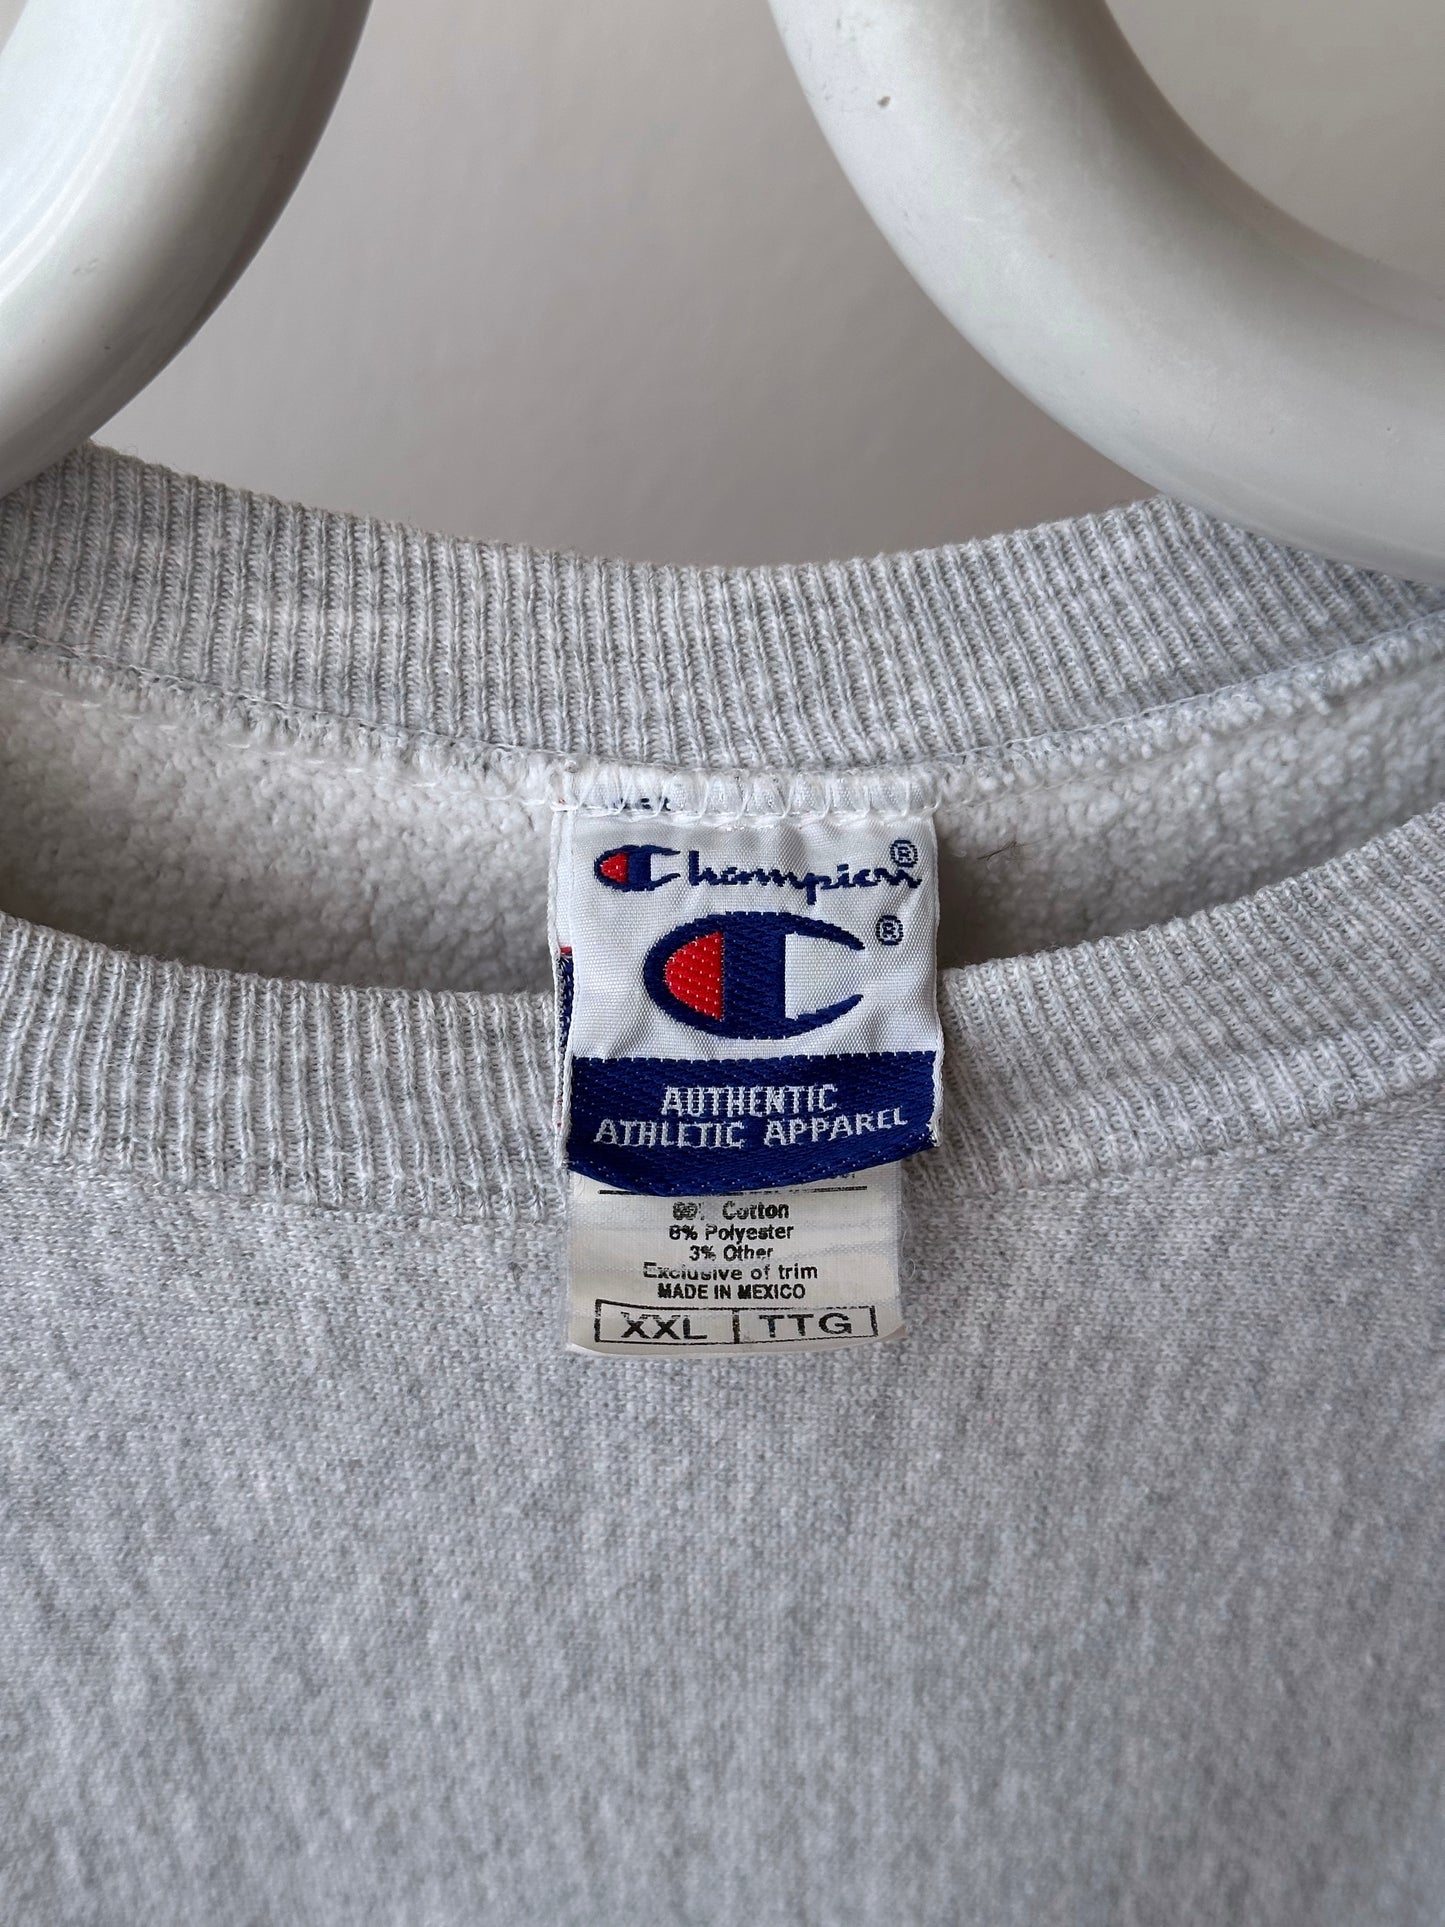 Champion®
®
AUTHENTIC
ATHLETIC APPAREL
Cotton
8% Polyester
3% Other
Exclusive of trim
MADE IN MEXICO
XXL TTG